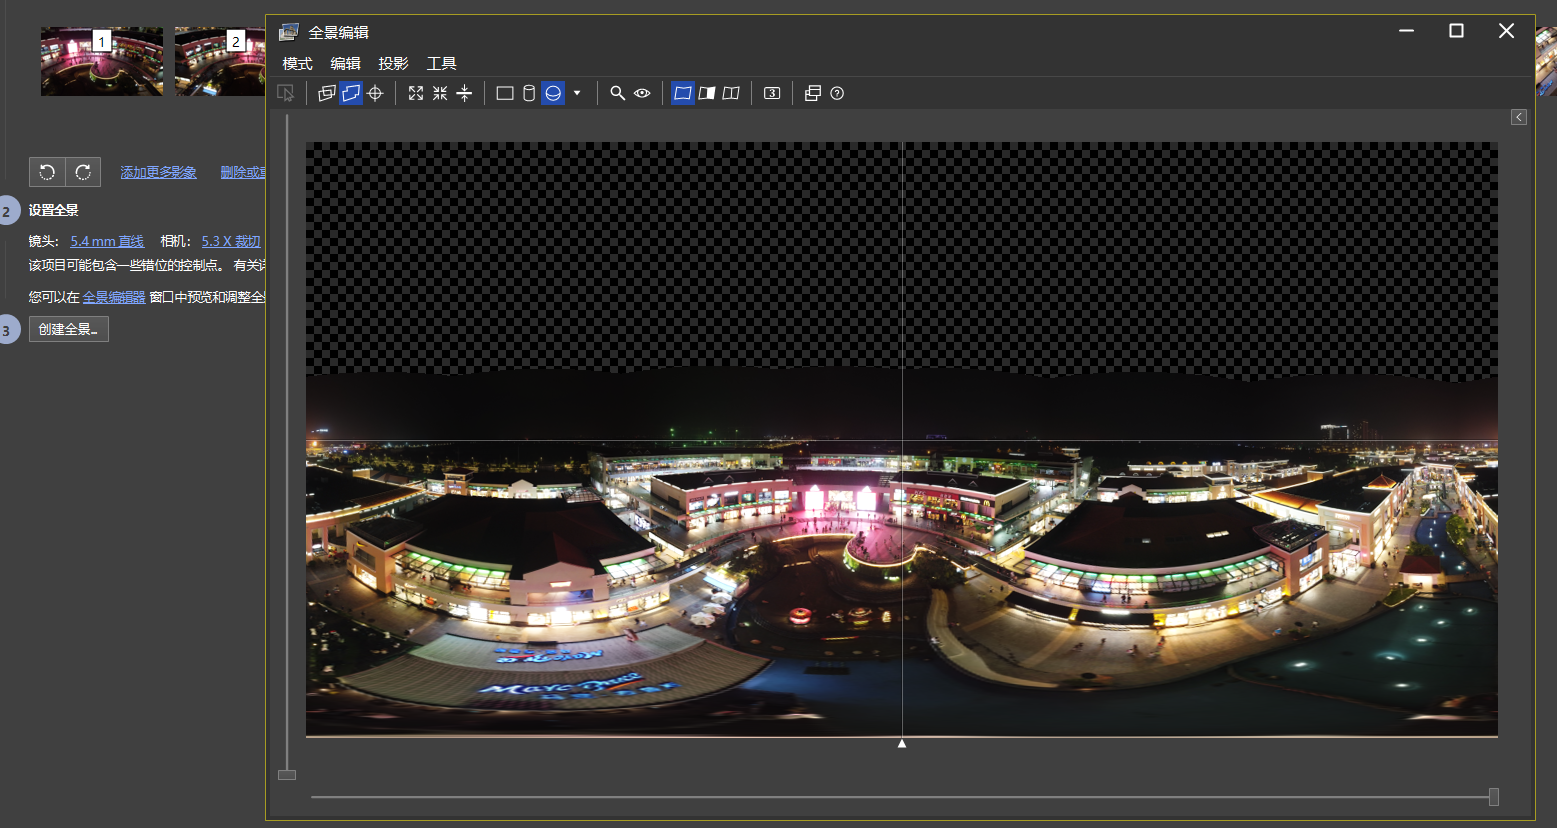 1
2
全景编辑
模式 编辑 投影 工具
3
添加更多影象 删除或
2 设置全景
镜头: 5.4 mm 直线 相机: 5.3 X 裁切
该项目可能包含一些错位的控制点。 有关
您可以在 全景编辑器 窗口中预览和调整全
3 创建全景...